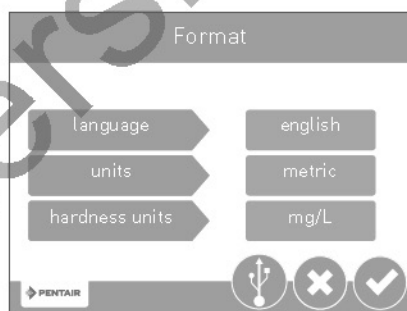 Format
language english
units metric
hardness units mg/L
PENTAIR